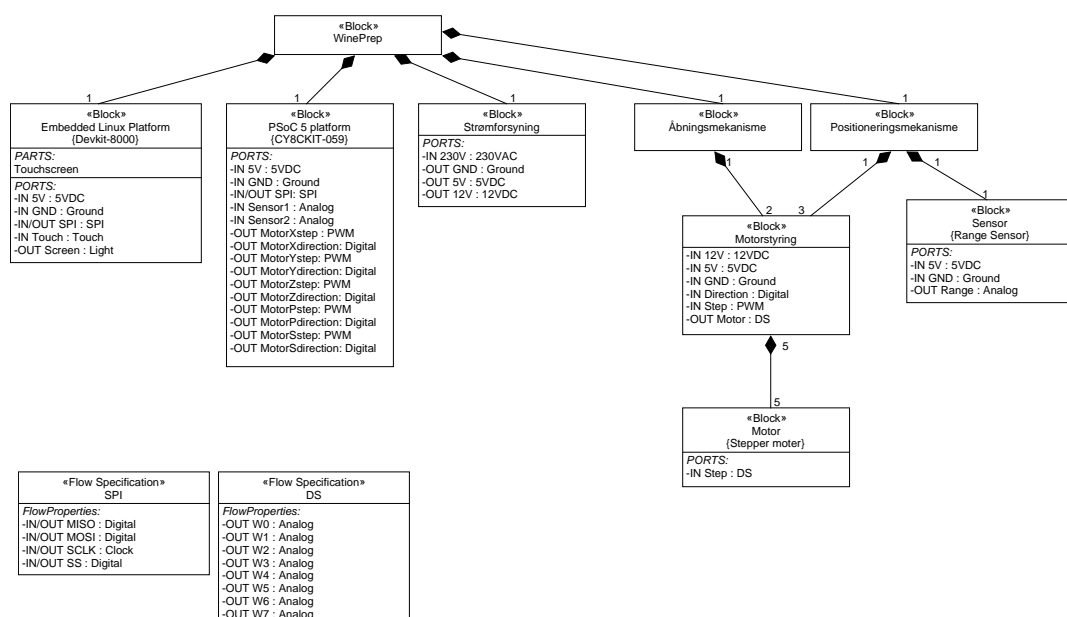 «Block»
WinePrep
1
1
1
1
1
«Block»
Embedded Linux Platform
{Devkit-8000}
PARTS:
Touchscreen
PORTS:
-IN 5V : 5VDC
-IN GND : Ground
-IN/OUT SPI : SPI
-IN Touch : Touch
-OUT Screen : Light
«Block»
PSoC 5 platform
{CY8CKIT-059}
PORTS:
-IN 5V : 5VDC
-IN GND : Ground
-IN/OUT SPI: SPI
-IN Sensor1 : Analog
-IN Sensor2 : Analog
-OUT MotorXstep : PWM
-OUT MotorXdirection: Digital
-OUT MotorYstep: PWM
-OUT MotorYdirection: Digital
-OUT MotorZstep: PWM
-OUT MotorZdirection: Digital
-OUT MotorPstep: PWM
-OUT MotorPdirection: Digital
-OUT MotorSstep: PWM
-OUT MotorSdirection: Digital
«Block»
Strømforsyning
PORTS:
-IN 230V : 230VAC
-OUT GND : Ground
-OUT 5V : 5VDC
-OUT 12V : 12VDC
«Block»
Åbningsmekanisme
«Block»
Positioneringsmekanisme
1
1
1
2
3
1
«Block»
Motorstyring
-IN 12V : 12VDC
-IN 5V : 5VDC
-IN GND : Ground
-IN Direction : Digital
-IN Step : PWM
-OUT Motor : DS
«Block»
Sensor
{Range Sensor}
PORTS:
-IN 5V : 5VDC
-IN GND : Ground
-OUT Range : Analog
5
5
«Block»
Motor
{Stepper moter}
PORTS:
-IN Step : DS
«Flow Specification»
SPI
FlowProperties:
-IN/OUT MISO : Digital
-IN/OUT MOSI : Digital
-IN/OUT SCLK : Clock
-IN/OUT SS : Digital
«Flow Specification»
DS
FlowProperties:
-OUT W0 : Analog
-OUT W1 : Analog
-OUT W2 : Analog
-OUT W3 : Analog
-OUT W4 : Analog
-OUT W5 : Analog
-OUT W6 : Analog
-OUT W7 : Analog